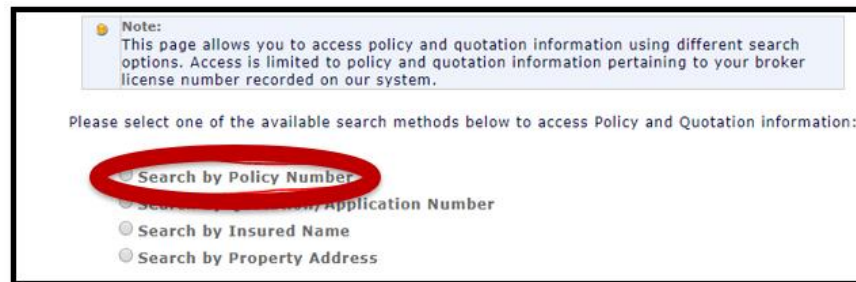 Note:
This page allows you to access policy and quotation information using different search
options. Access is limited to policy and quotation information pertaining to your broker
license number recorded on our system.
Please select one of the available search methods below to access Policy and Quotation information:
Search by Policy Number
Search by Quotation/Application Number
Search by Insured Name
Search by Property Address